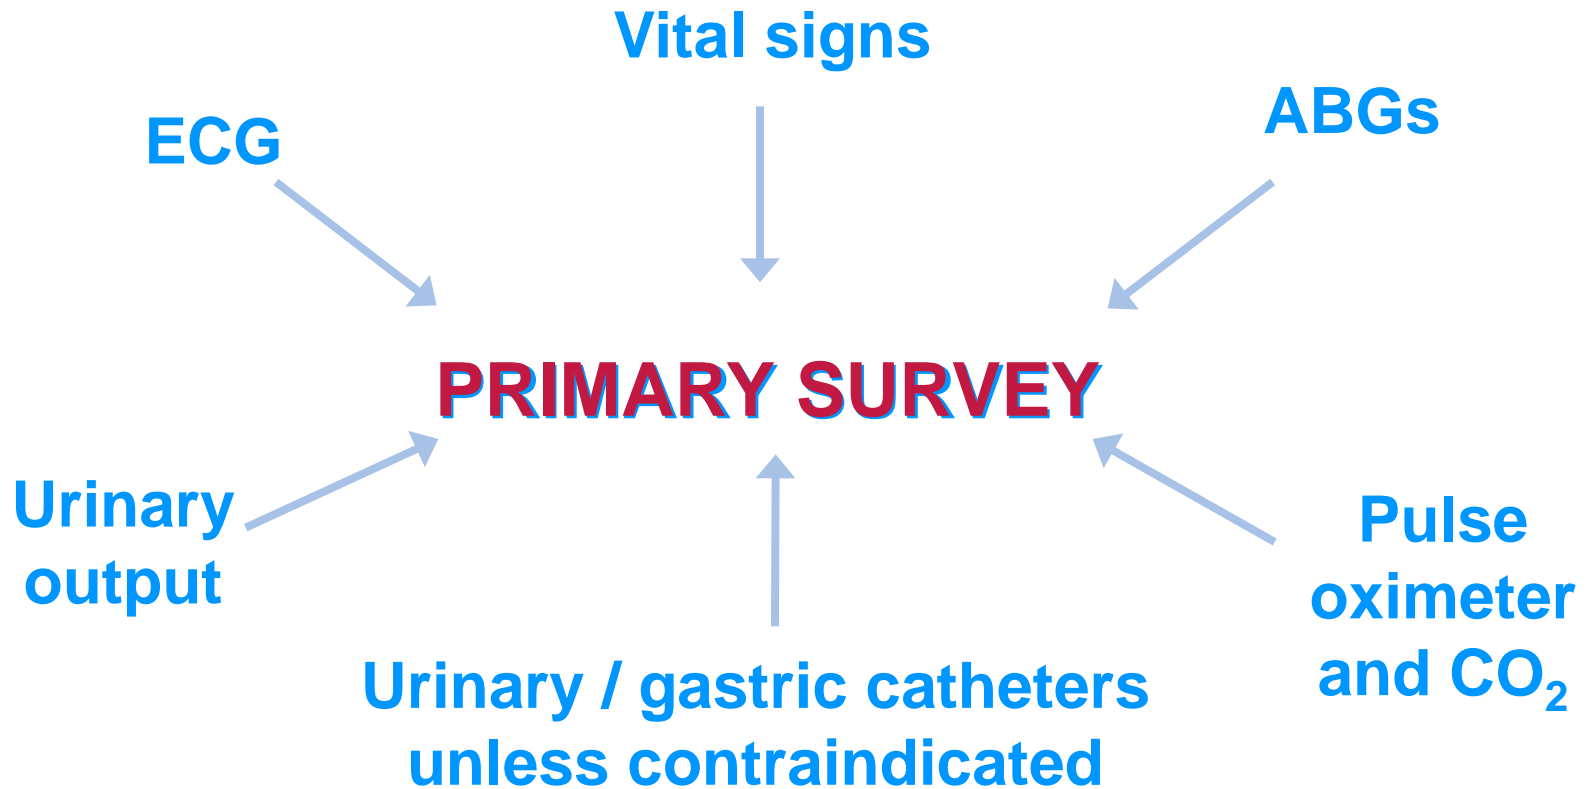 Vital signs
ECG
ABGs
PRIMARY SURVEY
Urinary
output
Urinary / gastric catheters
unless contraindicated
Pulse
oximeter
and CO₂